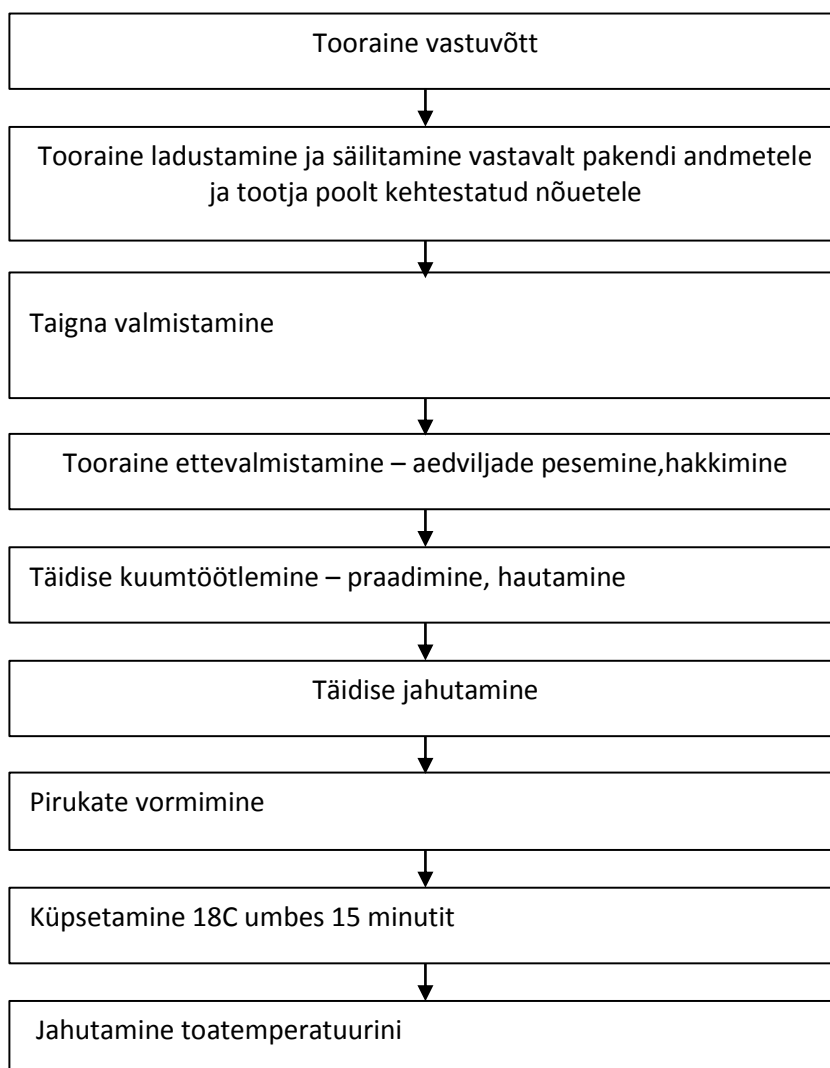 Tooraine vastuvõtt
Tooraine ladustamine ja säilitamine vastavalt pakendi andmetele
ja tootja poolt kehtestatud nõuetele
Taigna valmistamine
Tooraine ettevalmistamine – aedviljade pesemine,hakkimine
Täidise kuumtöötlemine – praadimine, hautamine
Täidise jahutamine
Pirukate vormimine
Küpsetamine 18C umbes 15 minutit
Jahutamine toatemperatuurini